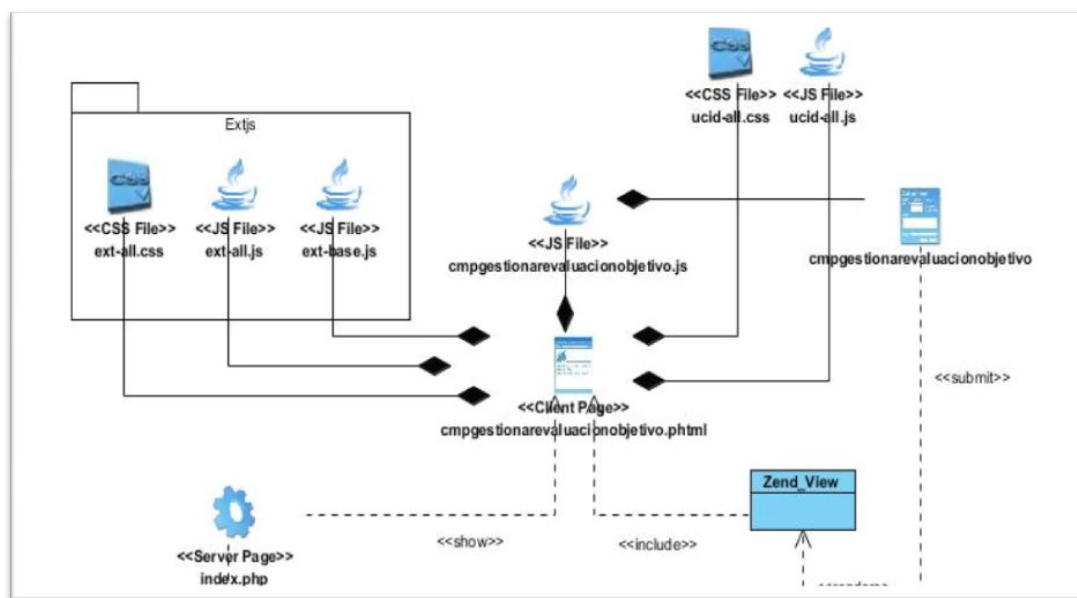 <<CSS File>>
ucid-all.css
<<JS File>>
ucid-all.js
Extjs
<<CSS File>>
ext-all.css
<<JS File>>
ext-all.js
<<JS File>>
ext-base.js
<<JS File>>
cmpgestionarevaluacionobjetivo.js
cmpgestionarevaluacionobjetivo
<<submit>>
<<Client Page>>
cmpgestionarevaluacionobjetivo.phtml
Zend_View
<<show>>
<<include>>
<<Server Page>>
index.php